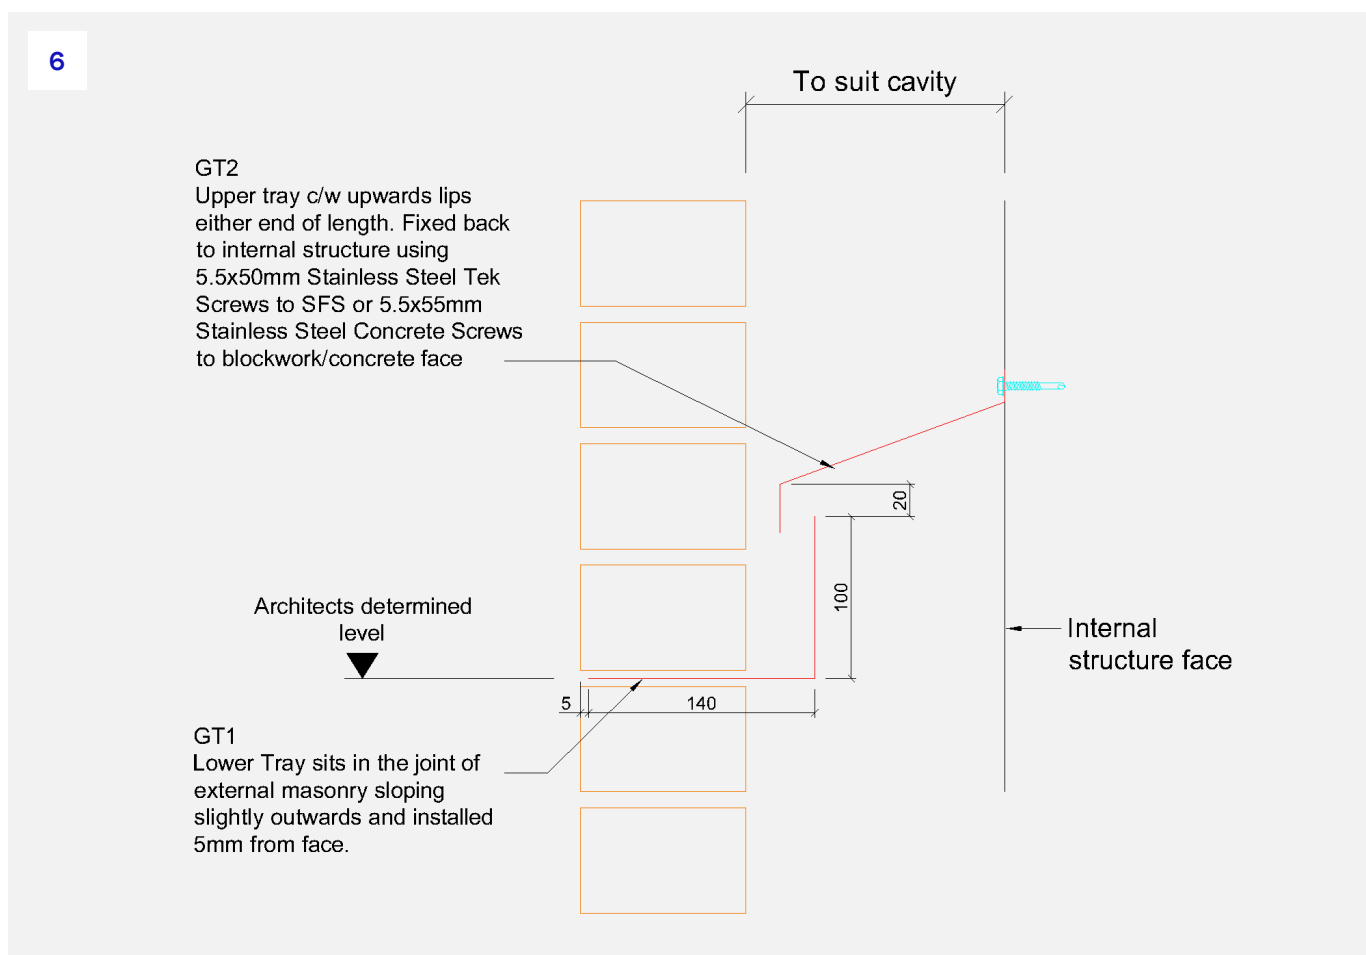 6
To suit cavity
GT2
Upper tray c/w upwards lips
either end of length. Fixed back
to internal structure using
5.5x50mm Stainless Steel Tek
Screws to SFS or 5.5x55mm
Stainless Steel Concrete Screws
to blockwork/concrete face
20
100
Architects determined
level
Internal
structure face
5
140
GT1
Lower Tray sits in the joint of
external masonry sloping
slightly outwards and installed
5mm from face.